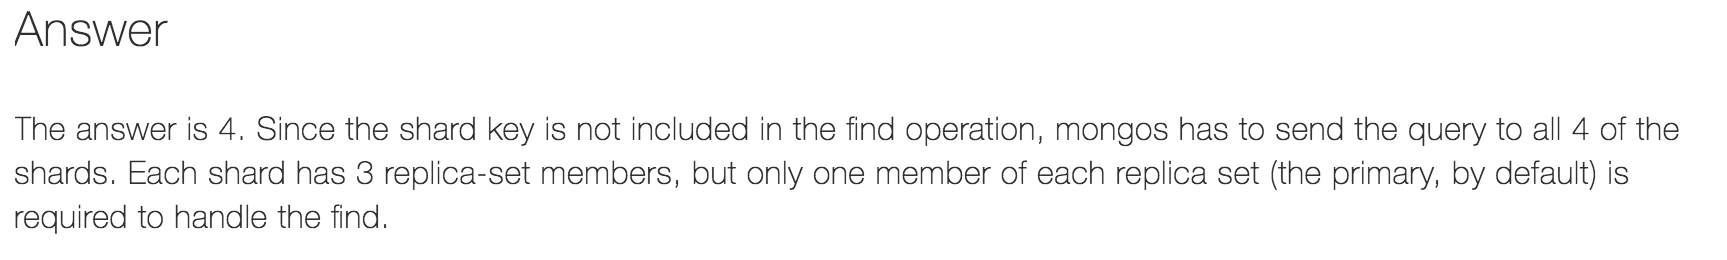 Answer
The answer is 4. Since the shard key is not included in the find operation, mongos has to send the query to all 4 of the
shards. Each shard has 3 replica-set members, but only one member of each replica set (the primary, by default) is
required to handle the find.